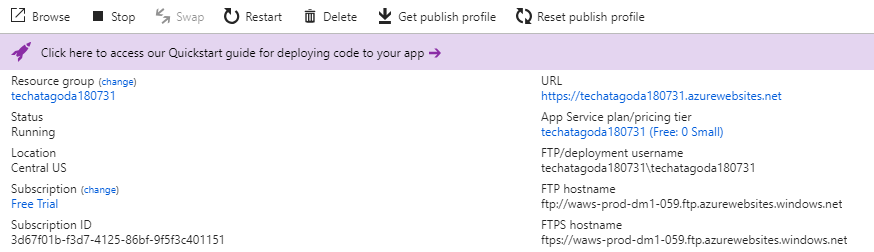 Browse Stop Swap Restart Delete Get publish profile Reset publish profile
Click here to access our Quickstart guide for deploying code to your app →
Resource group (change)
techatagoda180731
Status
Running
Location
Central US
Subscription (change)
Free Trial
Subscription ID
3d67f01b-f3d7-4125-86bf-9f5f3c401151
URL
https://techatagoda180731.azurewebsites.net
App Service plan/pricing tier
techatagoda180731 (Free: 0 Small)
FTP/deployment username
techatagoda180731\techatagoda180731
FTP hostname
ftp://waws-prod-dm1-059.ftp.azurewebsites.windows.net
FTPS hostname
ftps://waws-prod-dm1-059.ftp.azurewebsites.windows.net